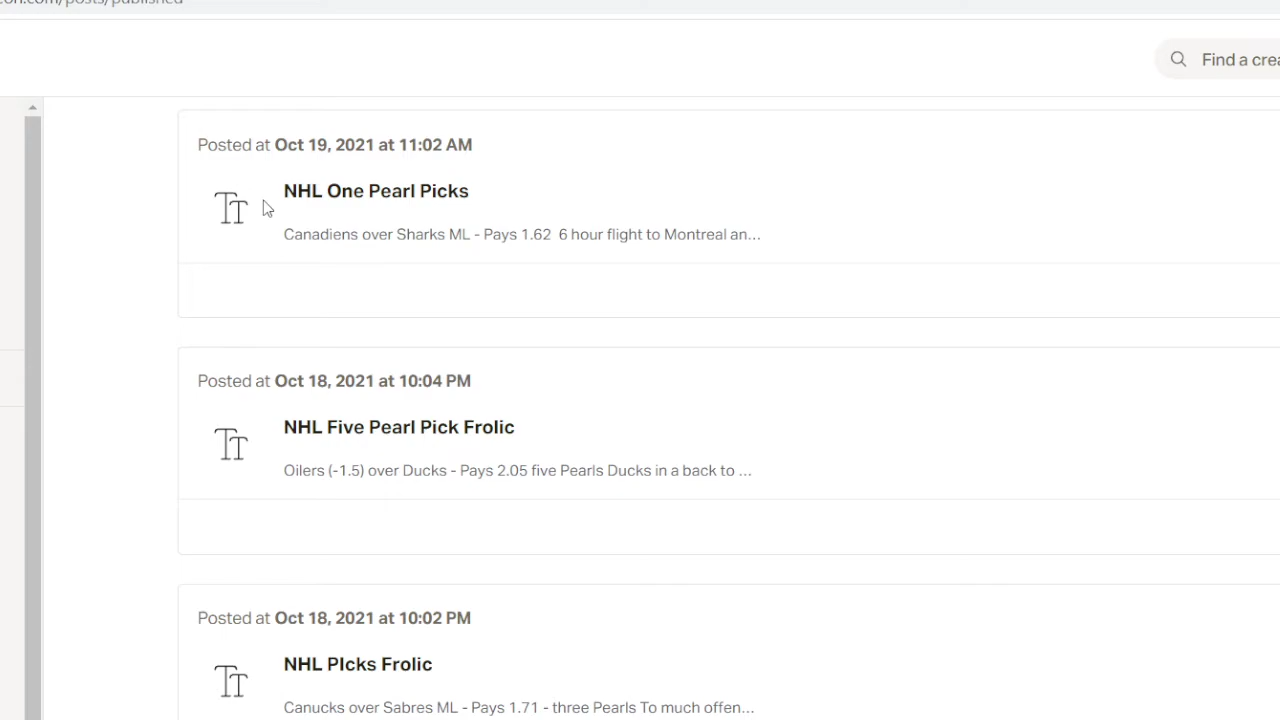 Find a
Posted at Oct 19, 2021 at 11:02 AM
NHL One Pearl Picks
Canadiens over Sharks ML - Pays 1.62 6 hour flight to Montreal an...
Posted at Oct 18, 2021 at 10:04 PM
NHL Five Pearl Pick Frolic
Oilers (-1.5) over Ducks - Pays 2.05 five Pearls Ducks in a back to ...
Posted at Oct 18, 2021 at 10:02 PM
NHL PIcks Frolic
Canucks over Sabres ML - Pays 1.71 - three Pearls To much offen...